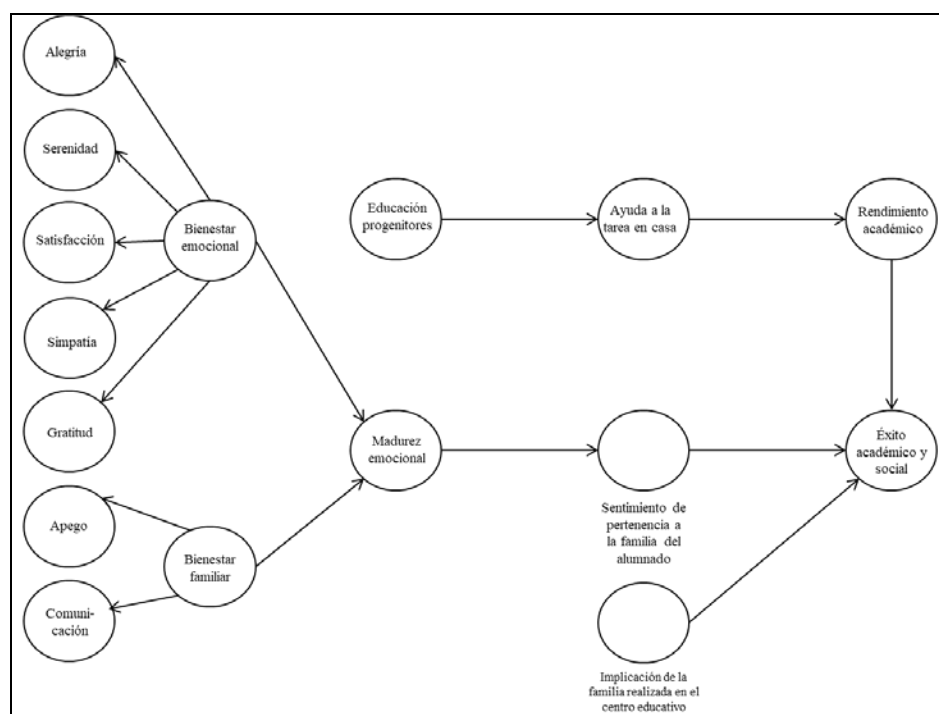 Alegría
Serenidad
Satisfacción
Simpatía
Gratitud
Apego
Comuni-
cación
Bienestar
emocional
Bienestar
familiar
Educación
progenitores
Madurez
emocional
Ayuda a la
tarea en casa
Sentimiento de
pertenencia a
la familia del
alumnado
Implicación de la
familia realizada en el
centro educativo
Rendimiento
académico
Éxito
académico y
social